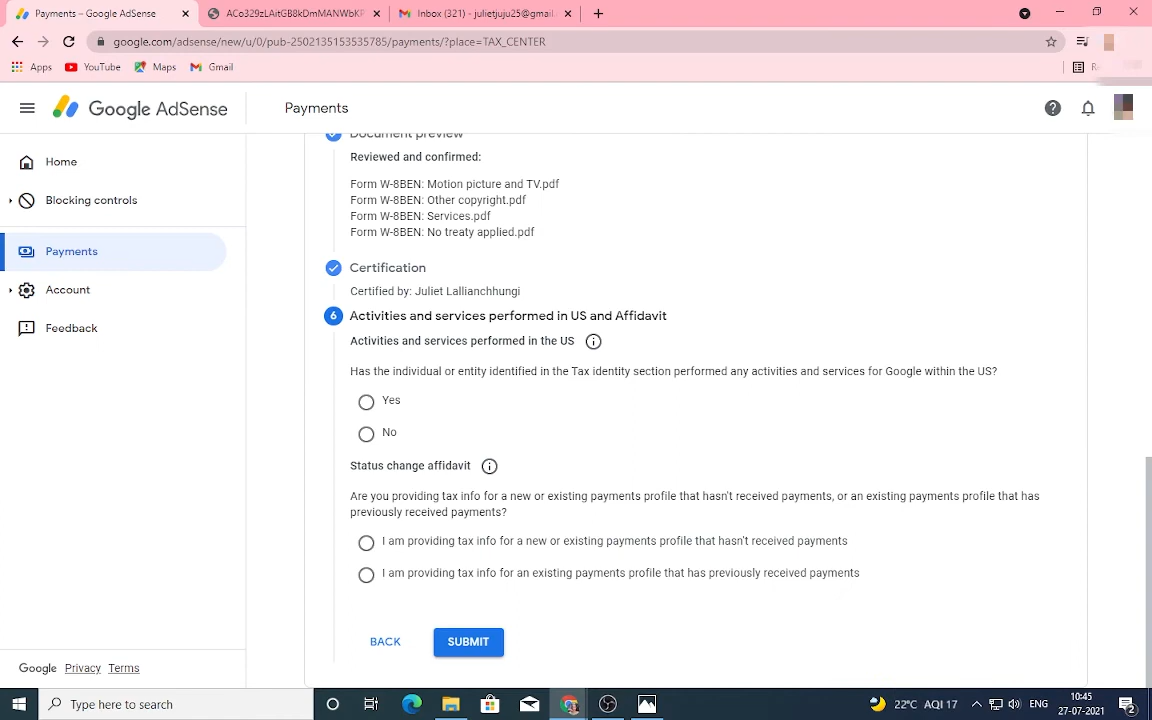 Payments – Google AdSense
ACo329zLAitGB8kDmMANWbKP
Inbox (321) - julietjuju25@gmail
google.com/adsense/new/u/0/pub-2502135153535785/payments/?place=TAX_CENTER
Apps
YouTube
Maps
Gmail
Google AdSense
Payments
Home
Blocking controls
Payments
Account
Feedback
Document preview
Reviewed and confirmed:
Form W-8BEN: Motion picture and TV.pdf
Form W-8BEN: Other copyright.pdf
Form W-8BEN: Services.pdf
Form W-8BEN: No treaty applied.pdf
Certification
Certified by: Juliet Lallianchhungi
6 Activities and services performed in US and Affidavit
Activities and services performed in the US
Has the individual or entity identified in the Tax identity section performed any activities and services for Google within the US?
Yes
No
Status change affidavit
Are you providing tax info for a new or existing payments profile that hasn't received payments, or an existing payments profile that has
previously received payments?
I am providing tax info for a new or existing payments profile that hasn't received payments
I am providing tax info for an existing payments profile that has previously received payments
BACK
SUBMIT
Google Privacy Terms
Type here to search
22°C AQI 17
ENG
10:45
27-07-2021
2